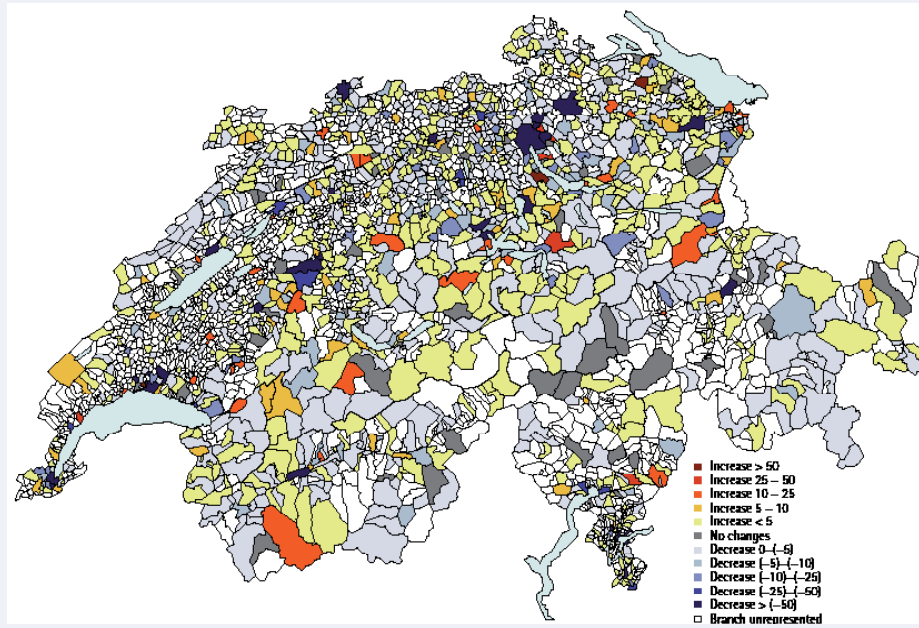 Increase > 50
Increase 25 – 50
Increase 10 – 25
Increase 5 – 10
Increase < 5
No changes
Decrease 0–(–5)
Decrease (–5)–(–10)
Decrease (–10)–(–25)
Decrease (–25)–(–50)
Decrease > (–50)
Branch unrepresented